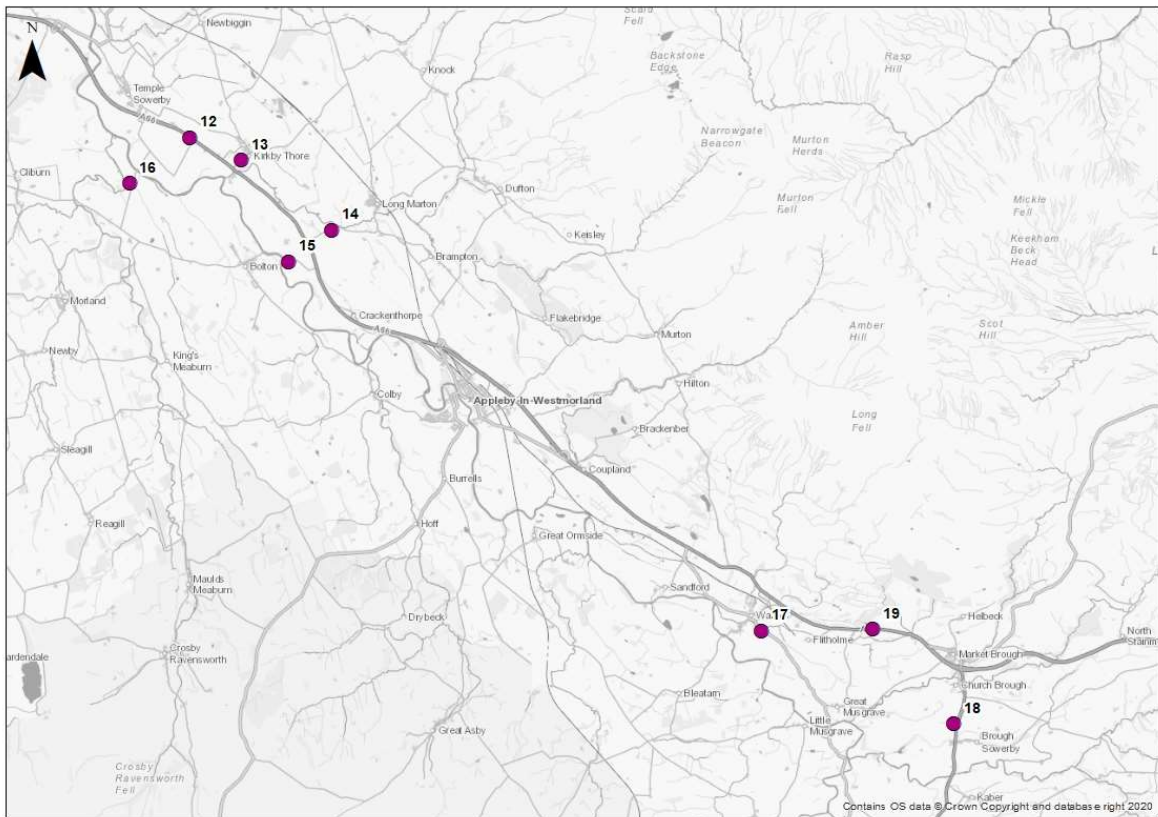 Newbiggin
Scald
Fell
N
Backstone
Edge
Rasp
Hill
Knock
Temple
Sowerby
A66
12
Narrowgate
Beacon
Murton
Herds
13
Kirkby Thore
16
Cliburn
Dufton
Mickle
Fell
Murton
Fell
Long Marton
14
Keisley
Keekham
Beck
Head
15
Bolton
Brampton
Morland
Crackenthorpe
Flakebridge
A66
Amber
Hill
Scot
Hill
Murton
Newby
King's
Meaburn
Hilton
Colby
Appleby-In-Westmorland
Long
Fell
Brackenber
Sleagill
Coupland
Burrells
Reagill
Hoff
Great Ormside
Maulds
Meaburn
Sandford
Drybeck
17
19
Helbeck
Flitholme
North
Crosby
Ravensworth
Market Brough
Church Brough
Bleatarn
Great
Musgrave
Little
Musgrave
18
Great Asby
Brough
Sowerby
Crosby
Ravensworth
Fell
Kaber
Contains OS data © Crown Copyright and database right 2020